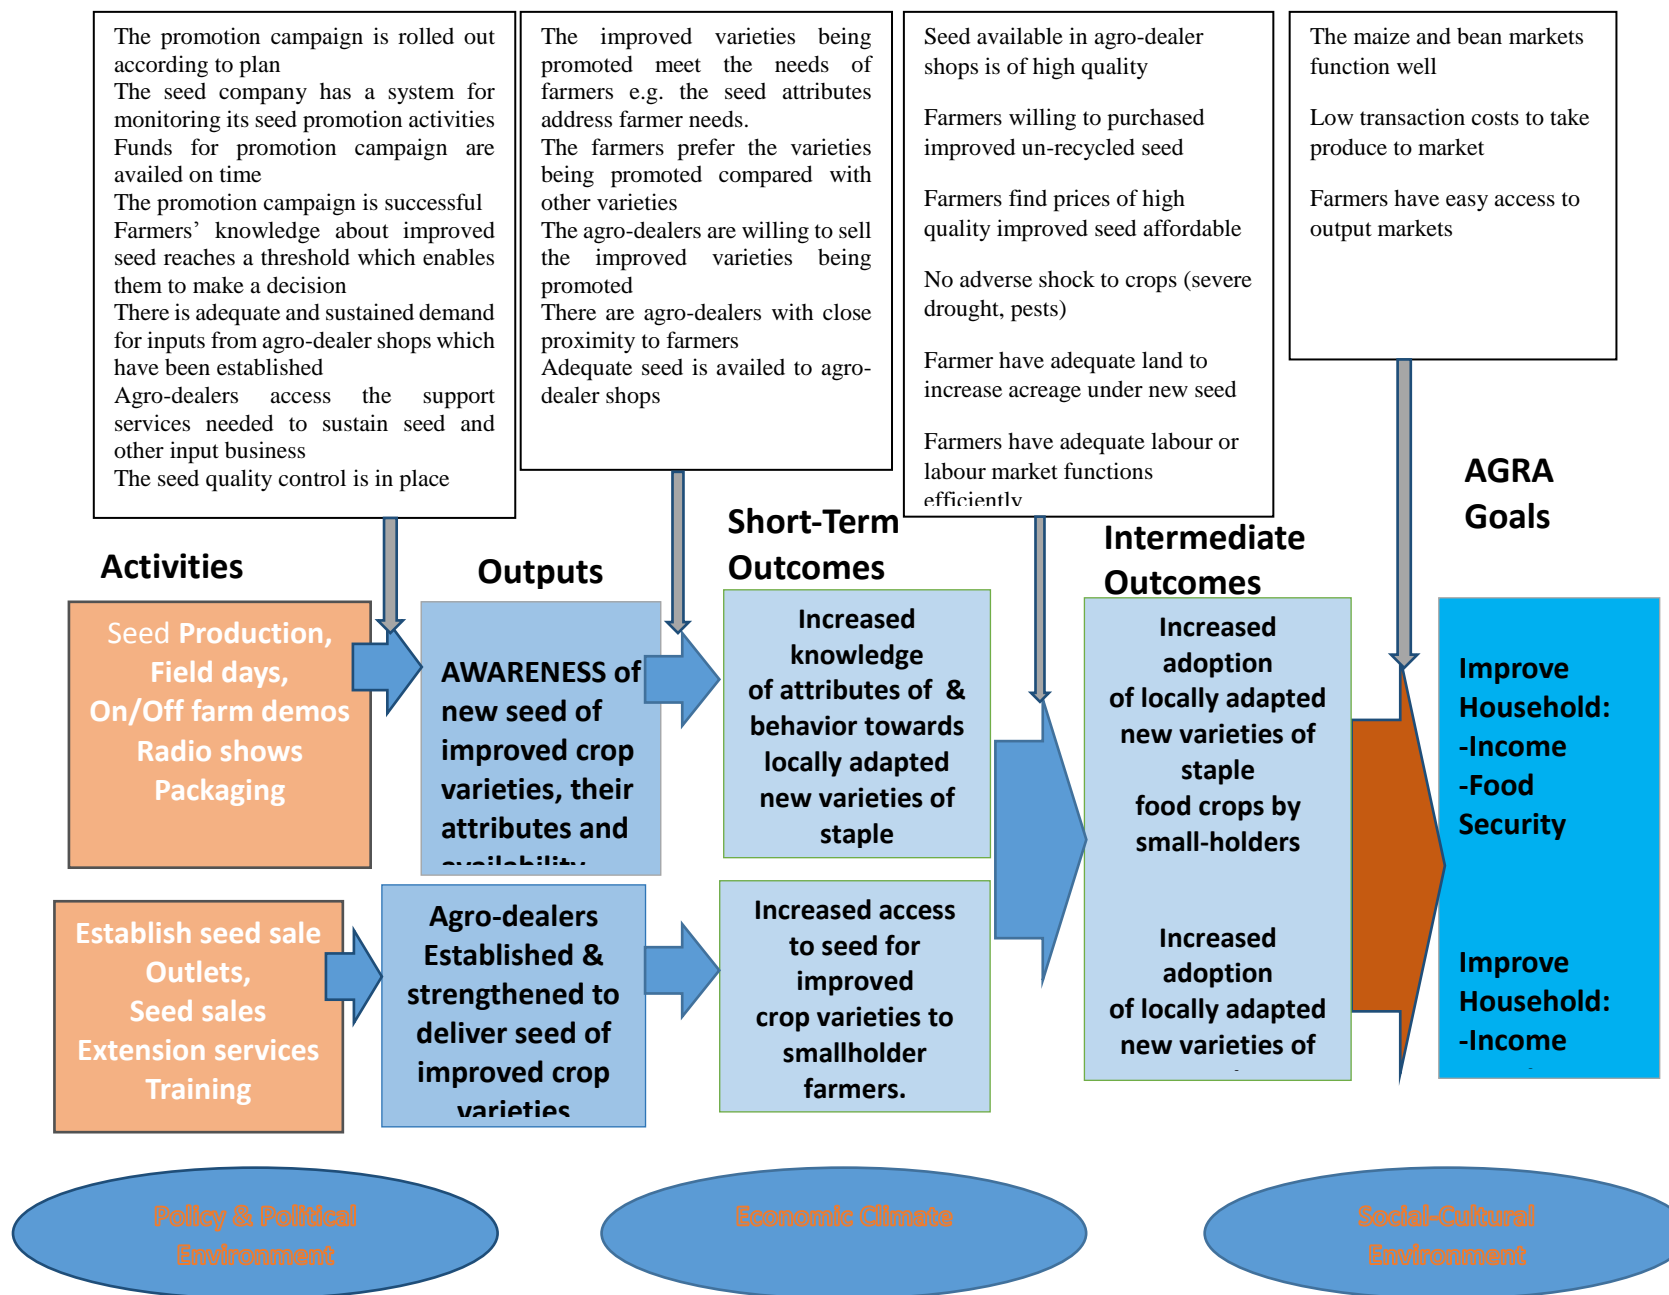 The promotion campaign is rolled out
according to plan
The seed company has a system for
monitoring its seed promotion activities
Funds for promotion campaign are
availed on time
The promotion campaign is successful
Farmers’ knowledge about improved
seed reaches a threshold which enables
them to make a decision
There is adequate and sustained demand
for inputs from agro-dealer shops which
have been established
Agro-dealers access the support
services needed to sustain seed and
other input business
The seed quality control is in place
The improved varieties being
promoted meet the needs of
farmers e.g. the seed attributes
address farmer needs.
The farmers prefer the varieties
being promoted compared with
other varieties
The agro-dealers are willing to sell
the improved varieties being
promoted
There are agro-dealers with close
proximity to farmers
Adequate seed is availed to agro-
dealer shops
Seed available in agro-dealer
shops is of high quality
Farmers willing to purchased
improved un-recycled seed
Farmers find prices of high
quality improved seed affordable
No adverse shock to crops (severe
drought, pests)
Farmer have adequate land to
increase acreage under new seed
Farmers have adequate labour or
labour market functions
efficiently
The maize and bean markets
function well
Low transaction costs to take
produce to market
Farmers have easy access to
output markets
Activities
Outputs
Short-Term
Outcomes
Intermediate
Outcomes
AGRA
Goals
Seed Production,
Field days,
On/Off farm demos
Radio shows
Packaging
AWARENESS of
new seed of
improved crop
varieties, their
attributes and
availability
Increased
knowledge
of attributes of & 
behavior towards
locally adapted
new varieties of
staple
Increased
adoption
of locally adapted
new varieties of
staple
food crops by
small-holders
Improve
Household:
-Income
-Food
Security
Establish seed sale
Outlets,
Seed sales
Extension services
Training
Agro-dealers
Established &
strengthened to
deliver seed of
improved crop
varieties
Increased access
to seed for
improved
crop varieties to
smallholder
farmers.
Increased
adoption
of locally adapted
new varieties of
Improve
Household:
-Income
Policy & Political
Environment
Economic Climate
Social-Cultural
Environment